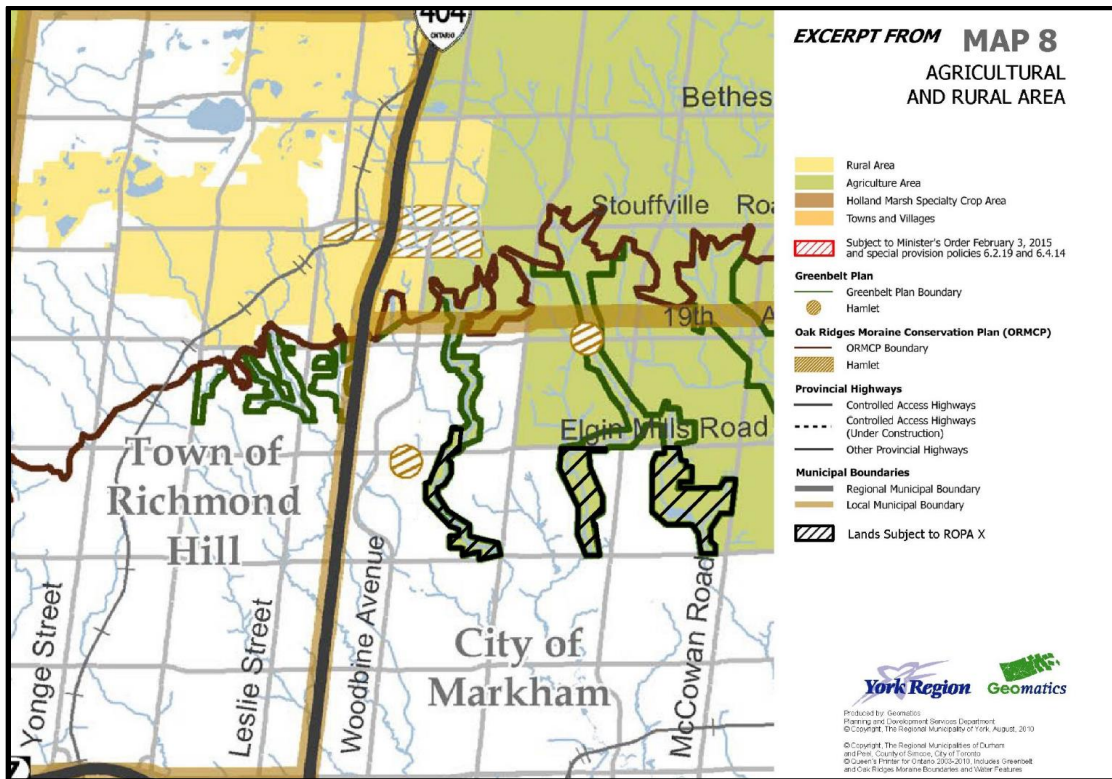 404
ONTARIO
Bethes
Stouffville Roa
19th A
Elgin Mills Road
Town of
Richmond
Hill
City of
Markham
Yonge Street
Leslie Street
Woodbine Avenue
McCowan Road
7
EXCERPT FROM MAP 8
AGRICULTURAL
AND RURAL AREA
Rural Area
Agriculture Area
Holland Marsh Specialty Crop Area
Towns and Villages
Subject to Minister's Order February 3, 2015
and special provision policies 6.2.19 and 6.4.14
Greenbelt Plan
Greenbelt Plan Boundary
Hamlet
Oak Ridges Moraine Conservation Plan (ORMCP)
ORMCP Boundary
Hamlet
Provincial Highways
Controlled Access Highways
Controlled Access Highways
(Under Construction)
Other Provincial Highways
Municipal Boundaries
Regional Municipal Boundary
Local Municipal Boundary
Lands Subject to ROPA X
York Region
Geomatics
Produced by: Geomatics
Planning and Development Services Department
© Copyright, The Regional Municipality of York, August, 2010
© Copyright, The Regional Municipalities of Durham
and Peel, County of Simcoe, City of Toronto
© Queen's Printer for Ontario 2003-2010, Includes Greenbelt
and Oak Ridges Moraine Boundaries and Water Features